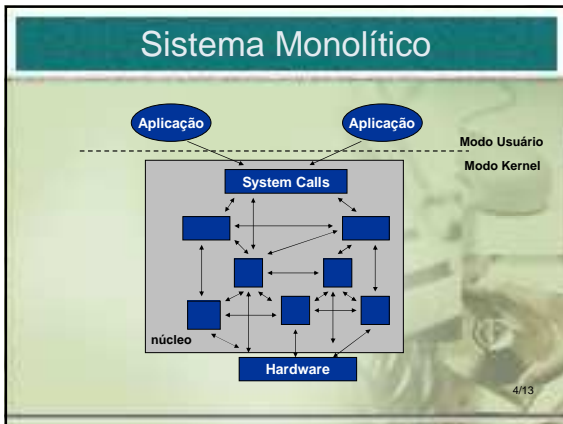 Sistema Monolítico
Aplicação
Aplicação
Modo Usuário
Modo Kernel
System Calls
núcleo
Hardware
4/13